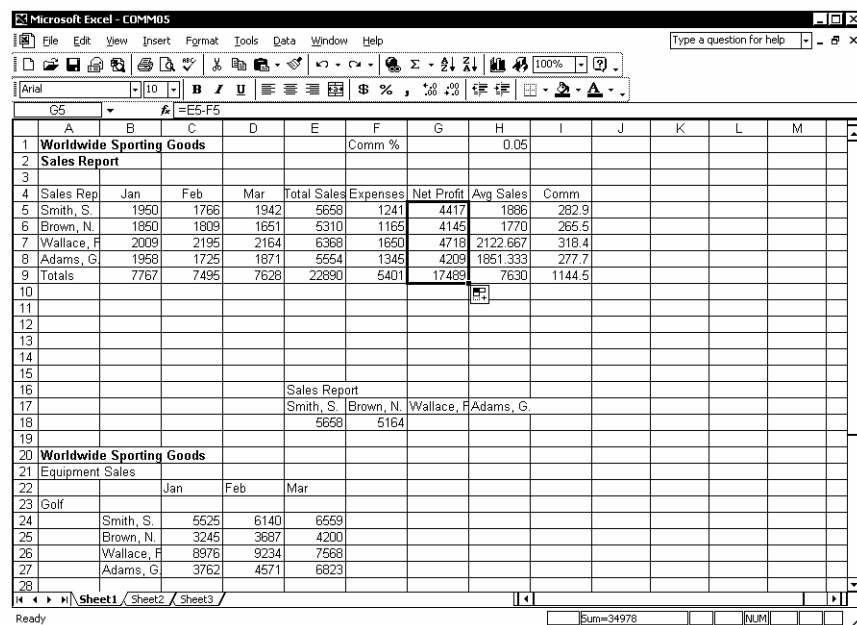 Microsoft Excel - COMM05
File Edit View Insert Format Tools Data Window Help Type a question for help
100%
Arial 10 B I U $ % ,
G5 fx =E5-F5
A B C D E F G H I J K L M
1 Worldwide Sporting Goods Comm % 0.05
2 Sales Report
3
4 Sales Rep Jan Feb Mar Total Sales Expenses Net Profit Avg Sales Comm
5 Smith, S. 1950 1766 1942 5658 1241 4417 1886 282.9
6 Brown, N. 1850 1809 1651 5310 1165 4145 1770 265.5
7 Wallace, F 2009 2195 2164 6368 1650 4718 2122.667 318.4
8 Adams, G. 1958 1725 1871 5554 1345 4209 1851.333 277.7
9 Totals 7767 7495 7628 22890 5401 17489 7630 1144.5
10
11
12
13
14
15
16 Sales Report
17 Smith, S. Brown, N. Wallace, F Adams, G.
18 5658 5164
19
20 Worldwide Sporting Goods
21 Equipment Sales
22 Jan Feb Mar
23 Golf
24 Smith, S. 5525 6140 6559
25 Brown, N. 3245 3687 4200
26 Wallace, F 8976 9234 7568
27 Adams, G. 3762 4571 6823
28
Sheet1 Sheet2 Sheet3
Ready Sum=34978 NUM